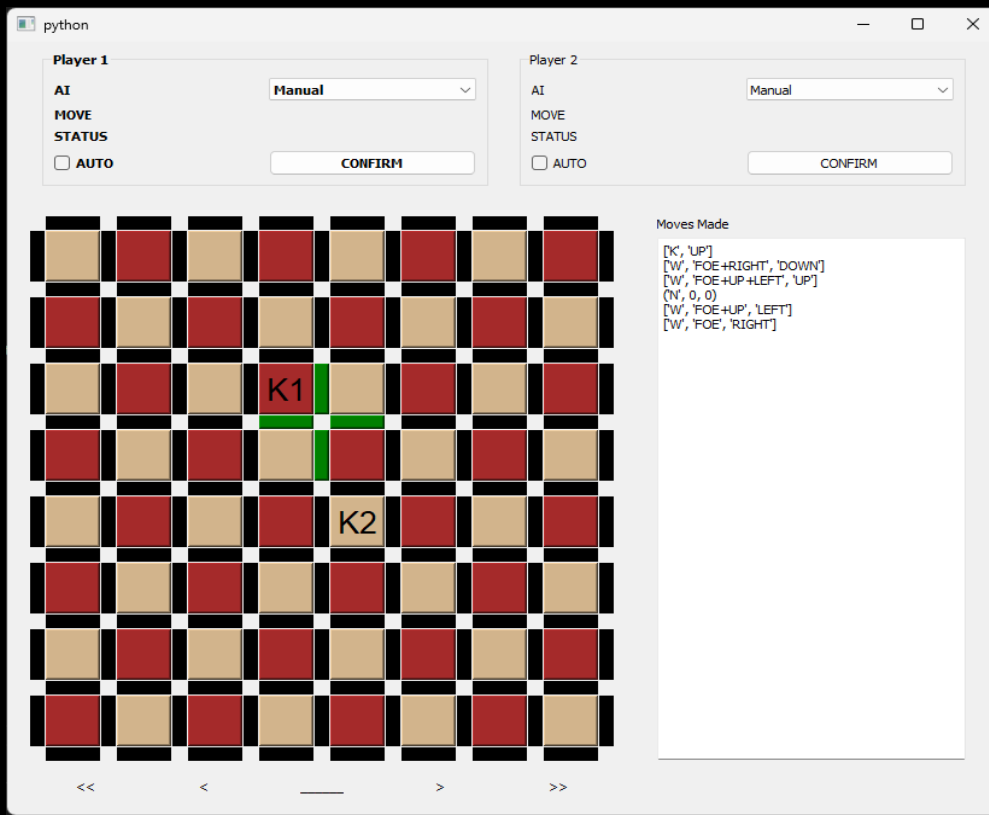 python
Player 1
AI
Manual
MOVE
STATUS
AUTO
CONFIRM
Player 2
AI
Manual
MOVE
STATUS
AUTO
CONFIRM
Moves Made
['K', 'UP']
['W', 'FOE+RIGHT', 'DOWN']
['W', 'FOE+UP+LEFT', 'UP']
('N', 0, 0)
['W', 'FOE+UP', 'LEFT']
['W', 'FOE', 'RIGHT']
K1
K2
<< < _____ > >>